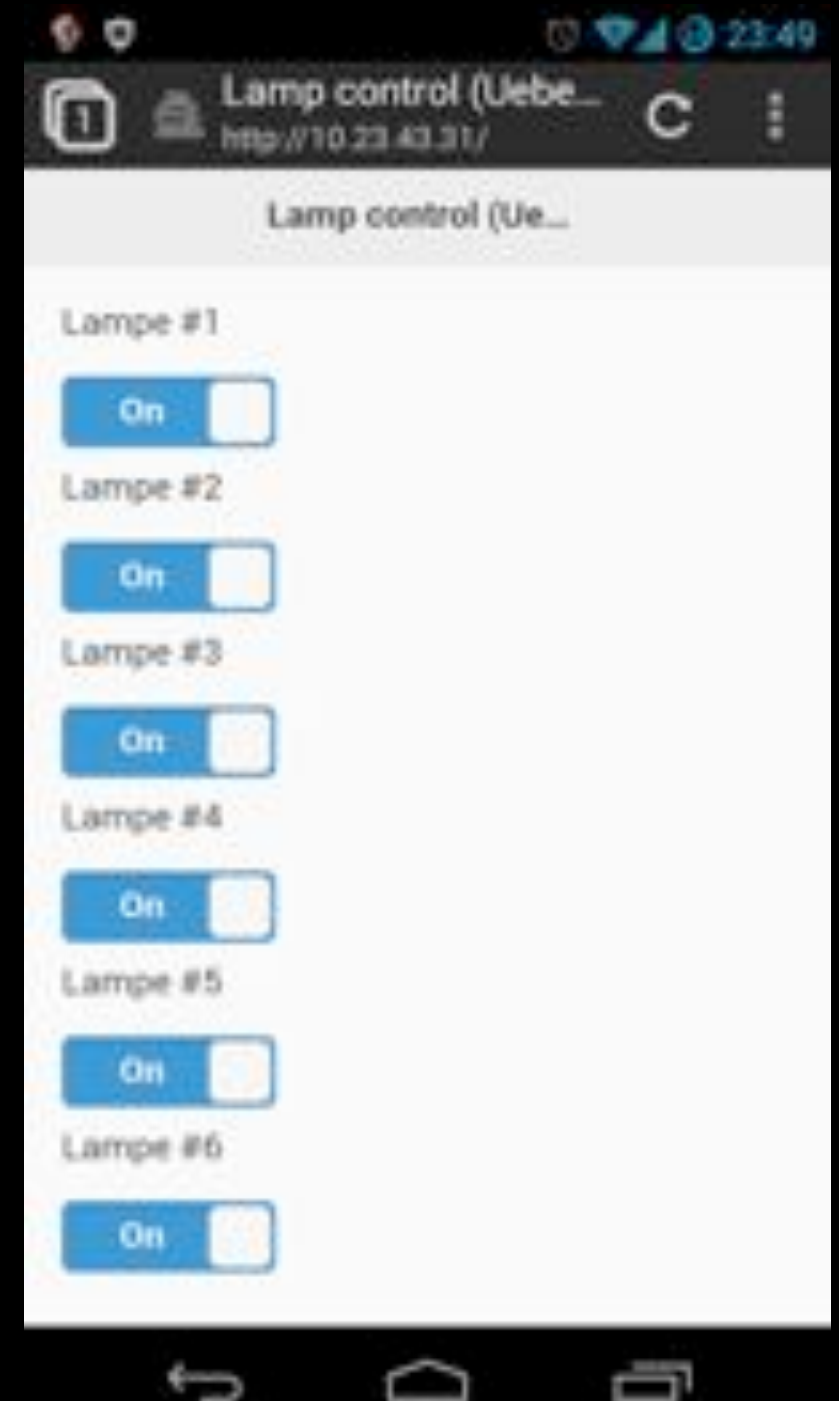 23:49
1
Lamp control (Uebe...
http://10.23.43.31/
Lamp control (Ue...
Lampe #1
On
Lampe #2
On
Lampe #3
On
Lampe #4
On
Lampe #5
On
Lampe #6
On